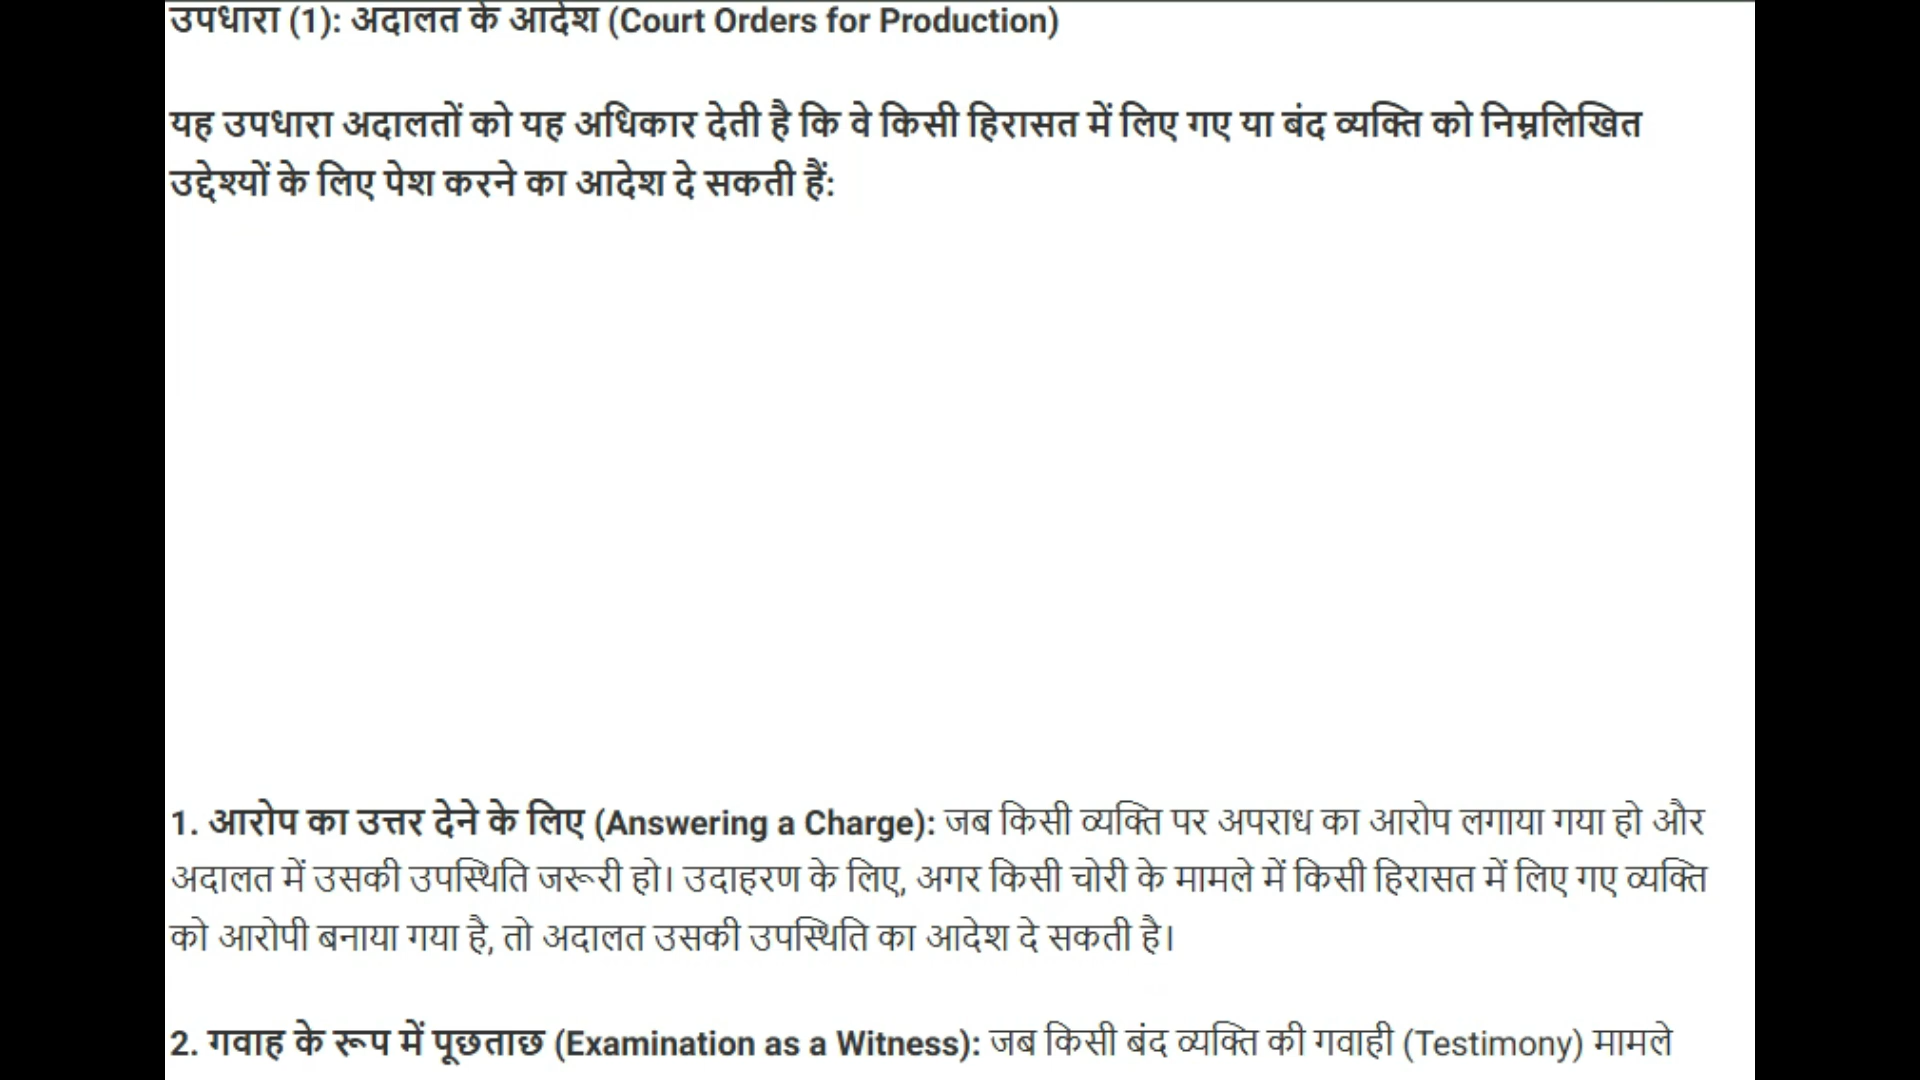 उपधारा (1): अदालत के आदेश (Court Orders for Production)
यह उपधारा अदालतों को यह अधिकार देती है कि वे किसी हिरासत में लिए गए या बंद व्यक्ति को निम्नलिखित
उद्देश्यों के लिए पेश करने का आदेश दे सकती हैं:
1. आरोप का उत्तर देने के लिए (Answering a Charge): जब किसी व्यक्ति पर अपराध का आरोप लगाया गया हो और
अदालत में उसकी उपस्थिति जरूरी हो। उदाहरण के लिए, अगर किसी चोरी के मामले में किसी हिरासत में लिए गए व्यक्ति
को आरोपी बनाया गया है, तो अदालत उसकी उपस्थिति का आदेश दे सकती है।
2. गवाह के रूप में पूछताछ (Examination as a Witness): जब किसी बंद व्यक्ति की गवाही (Testimony) मामले